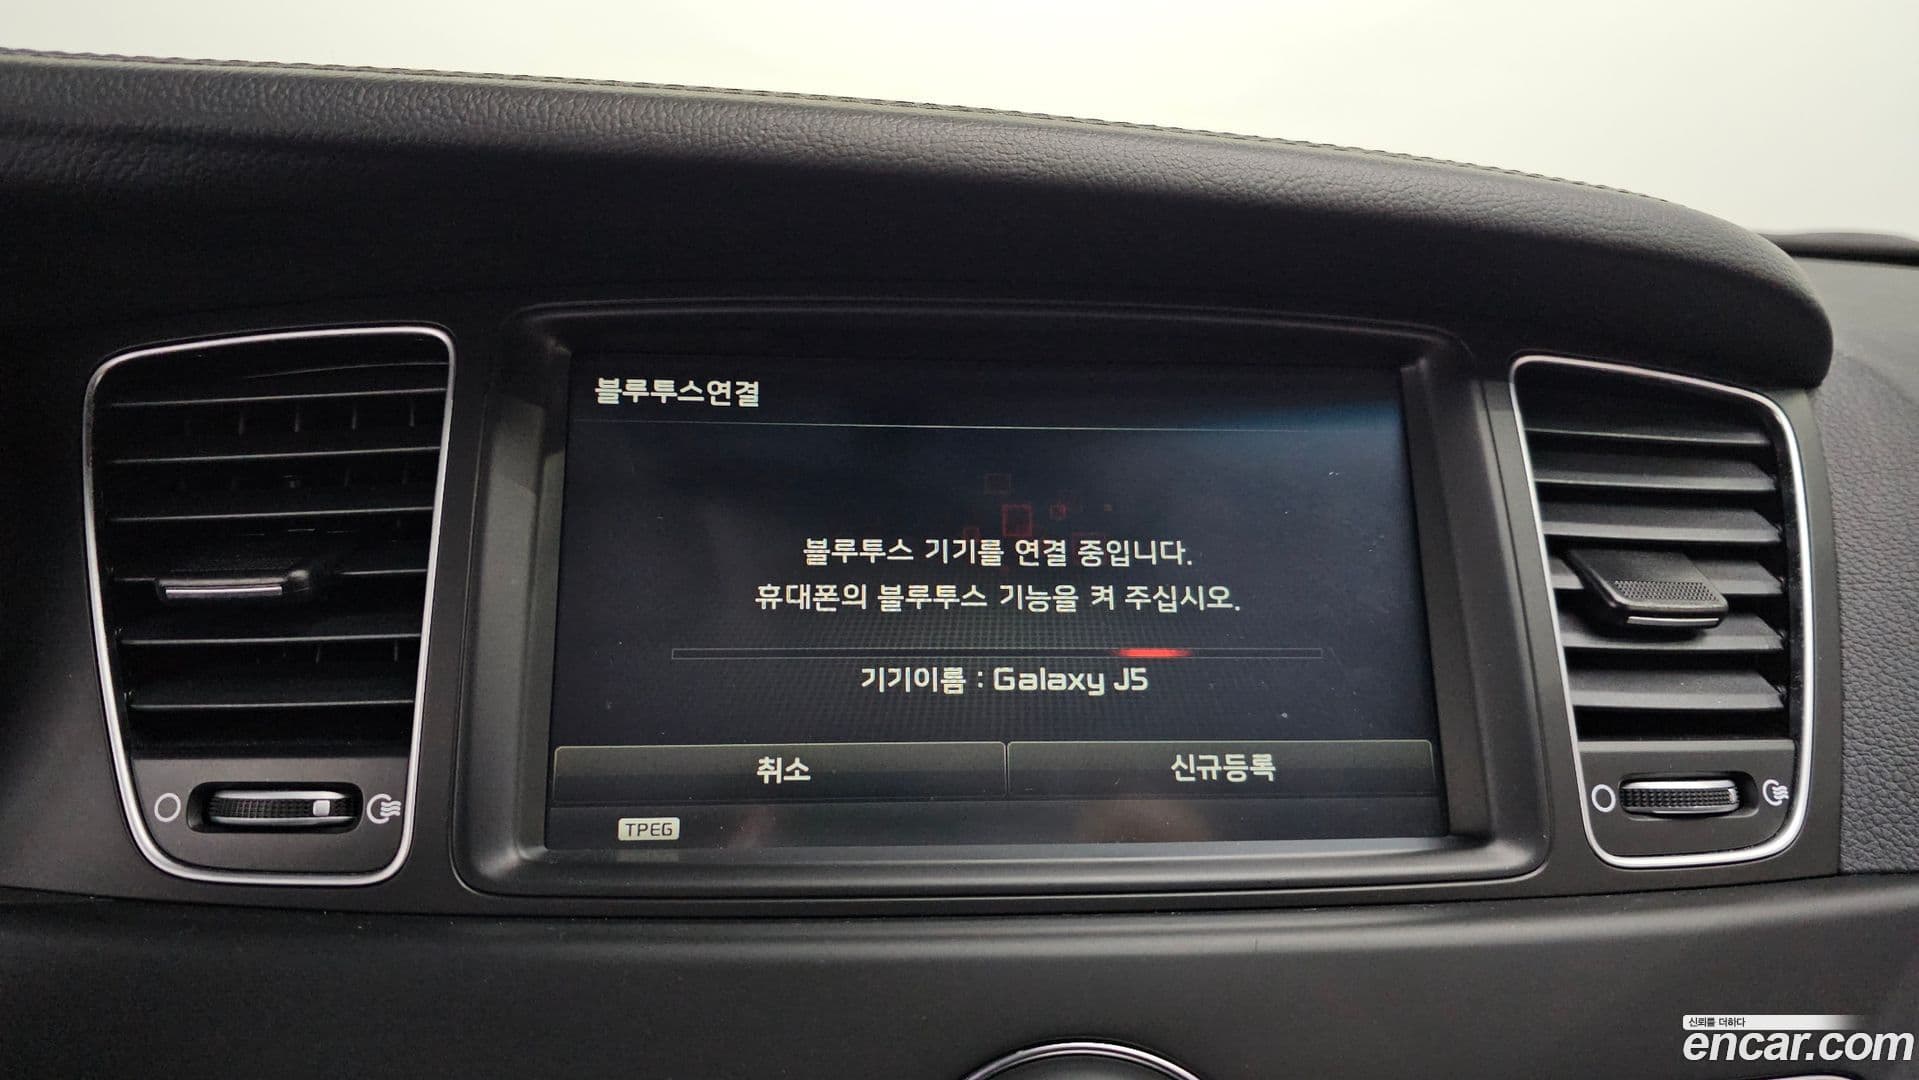 블루투스연결
블루투스 기기를 연결 중입니다.
휴대폰의 블루투스 기능을 켜 주십시오.
기기이름 : Galaxy J5
취소
신규등록
TPEG
신뢰를 더하다
encar.com